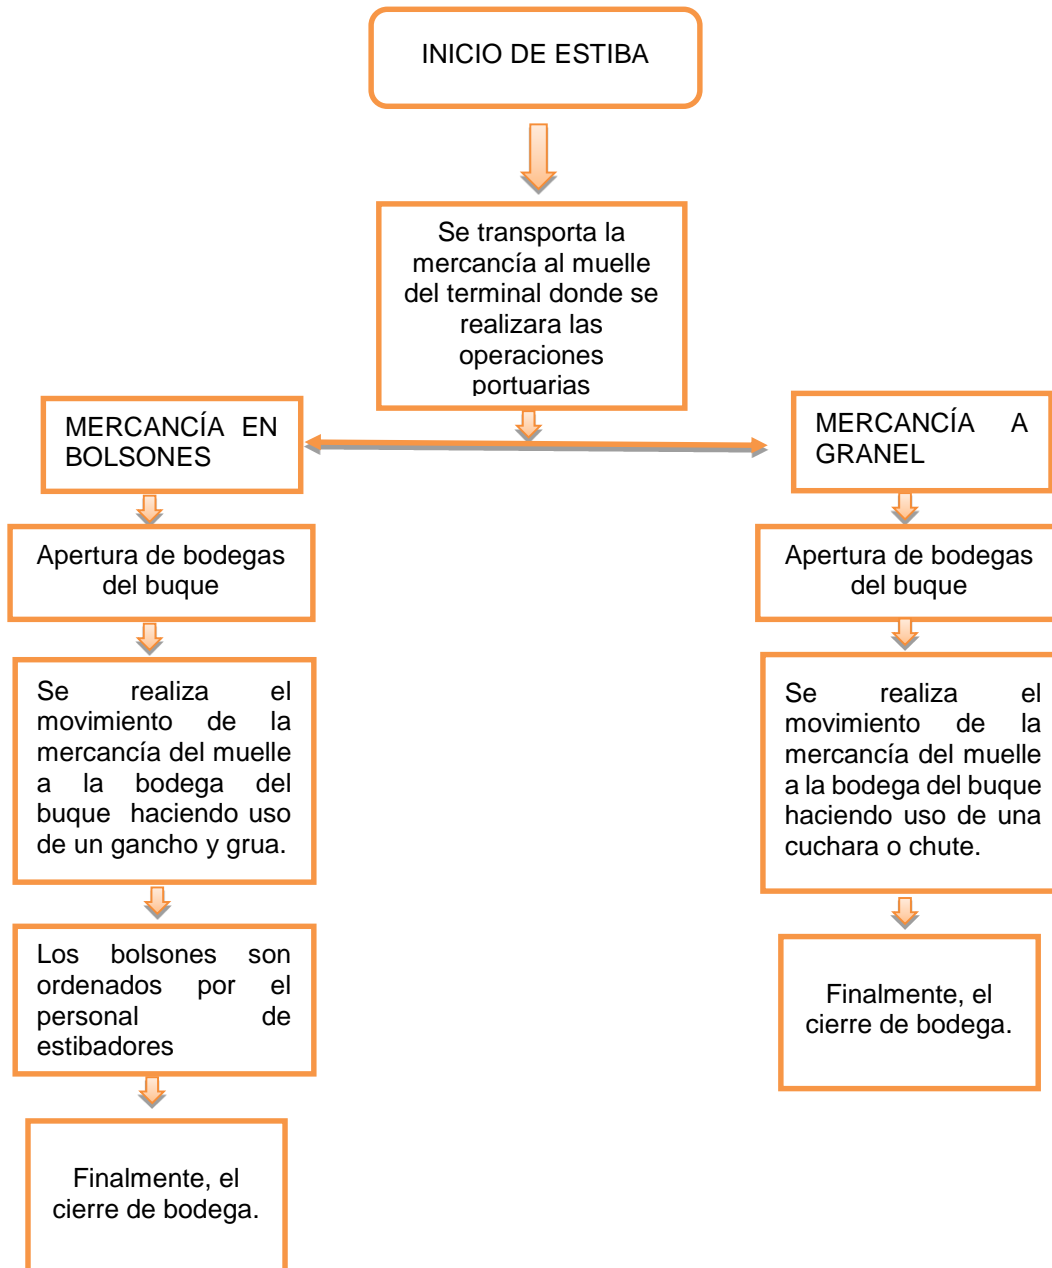 INICIO DE ESTIBA
Se transporta la
mercancía al muelle
del terminal donde se
realizara las
operaciones
portuarias
MERCANCÍA EN
BOLSONES
Apertura de bodegas
del buque
Se realiza el
movimiento de la
mercancía del muelle
a la bodega del
buque haciendo uso
de un gancho y grua.
Los bolsones son
ordenados por el
personal de
estibadores
Finalmente, el
cierre de bodega.
MERCANCÍA A
GRANEL
Apertura de bodegas
del buque
Se realiza el
movimiento de la
mercancía del muelle
a la bodega del buque
haciendo uso de una
cuchara o chute.
Finalmente, el
cierre de bodega.